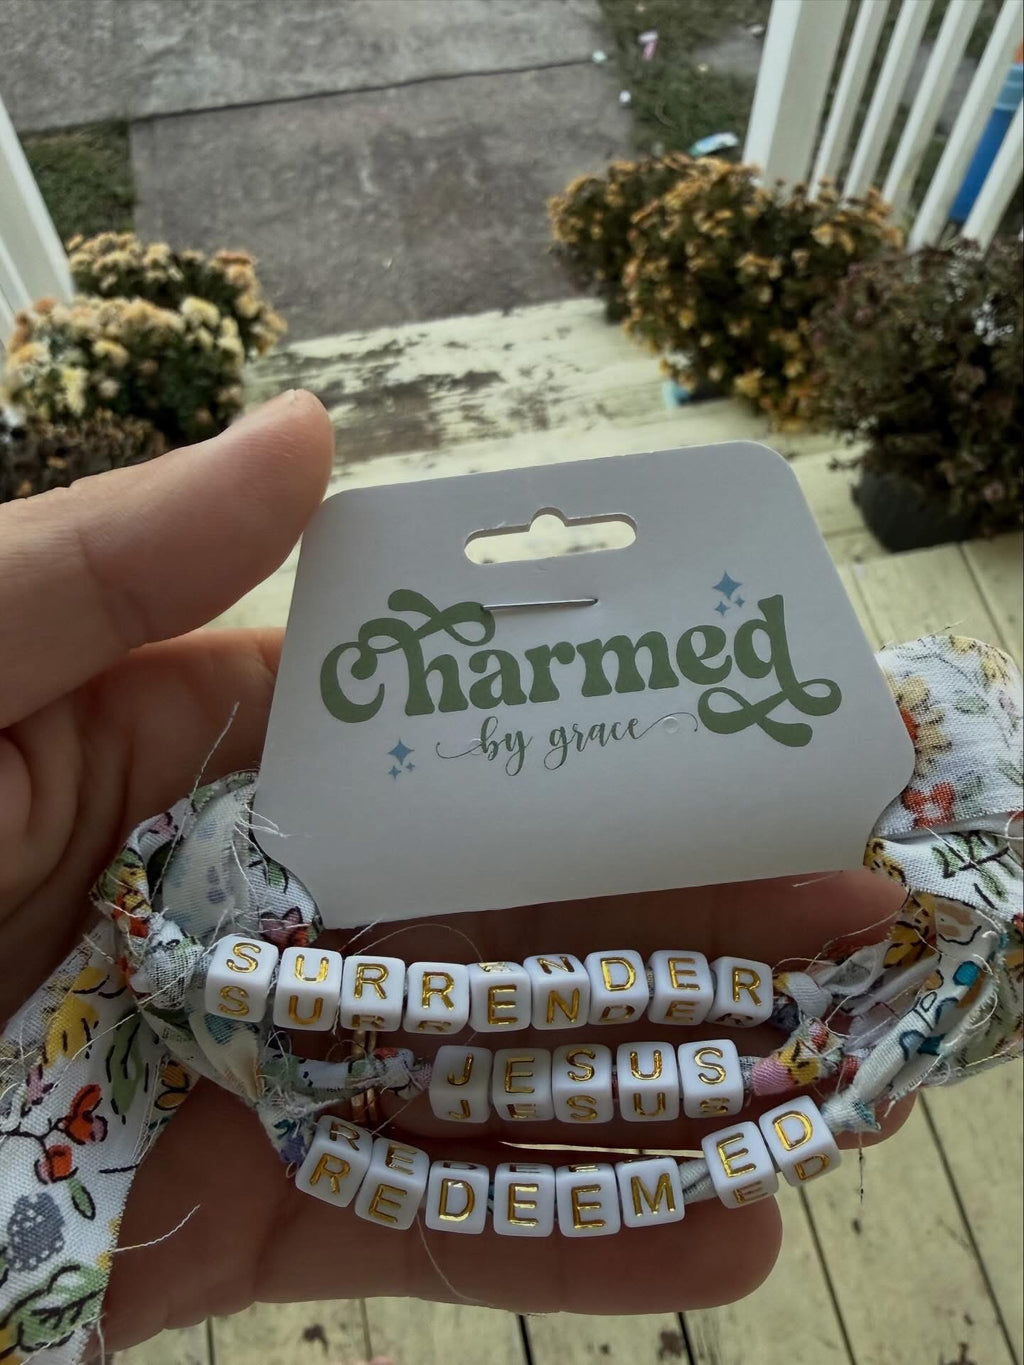 Charmed
by grace
SURRENDER
JESUS
REDEEMED